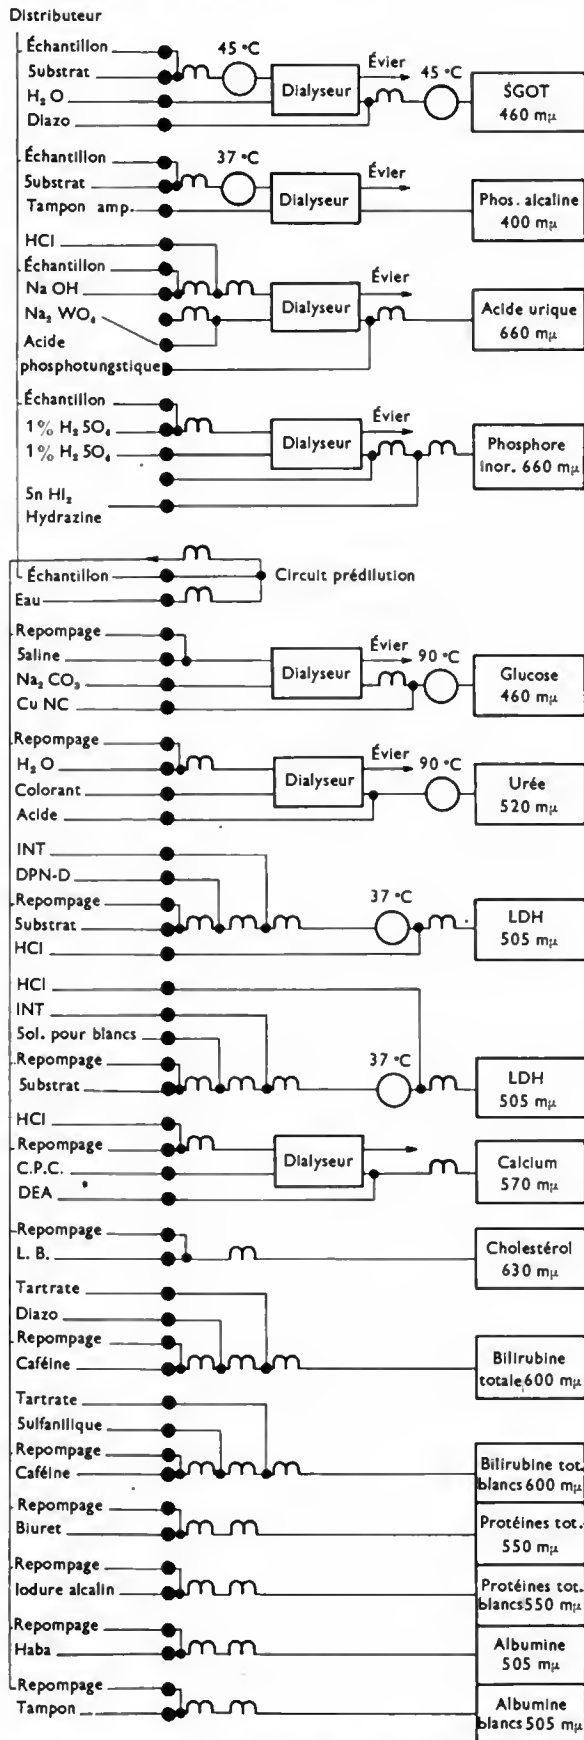 Distributeur
Échantillon
45 °C
Substrat
Évier
45 °C
Dialyseur
SGOT
460 mµ
H₂ O
Diazo
Échantillon
37 °C
Substrat
Évier
Dialyseur
Phos. alcaline
400 mµ
Tampon amp.
HCl
Échantillon
Na OH
Évier
Dialyseur
Acide urique
660 mµ
Na₂ WO₄
Acide
phosphotungstique
Échantillon
1% H₂ SO₄
Évier
Dialyseur
Phosphore
inor. 660 mµ
1% H₂ SO₄
Sn HI₂
Hydrazine
Échantillon
Circuit prédilution
Eau
Repompage
Saline
Évier
90 °C
Dialyseur
Glucose
460 mµ
Na₂ CO₃
Cu NC
Repompage
H₂ O
Évier
90 °C
Dialyseur
Urée
520 mµ
Colorant
Acide
INT
DPN-D
Repompage
37 °C
Substrat
LDH
505 mµ
HCl
HCl
INT
Sol. pour blancs
Repompage
37 °C
Substrat
LDH
505 mµ
HCl
Repompage
Dialyseur
Calcium
570 mµ
C.P.C.
DEA
Repompage
L. B.
Cholestérol
630 mµ
Tartrate
Diazo
Repompage
Caféine
Bilirubine
totale 600 mµ
Tartrate
Sulfanilique
Repompage
Caféine
Bilirubine tot.
blancs 600 mµ
Repompage
Biuret
Protéines tot.
550 mµ
Repompage
Iodure alcalin
Protéines tot.
blancs 550 mµ
Repompage
Haba
Albumine
505 mµ
Repompage
Tampon
Albumine
blancs 505 mµ